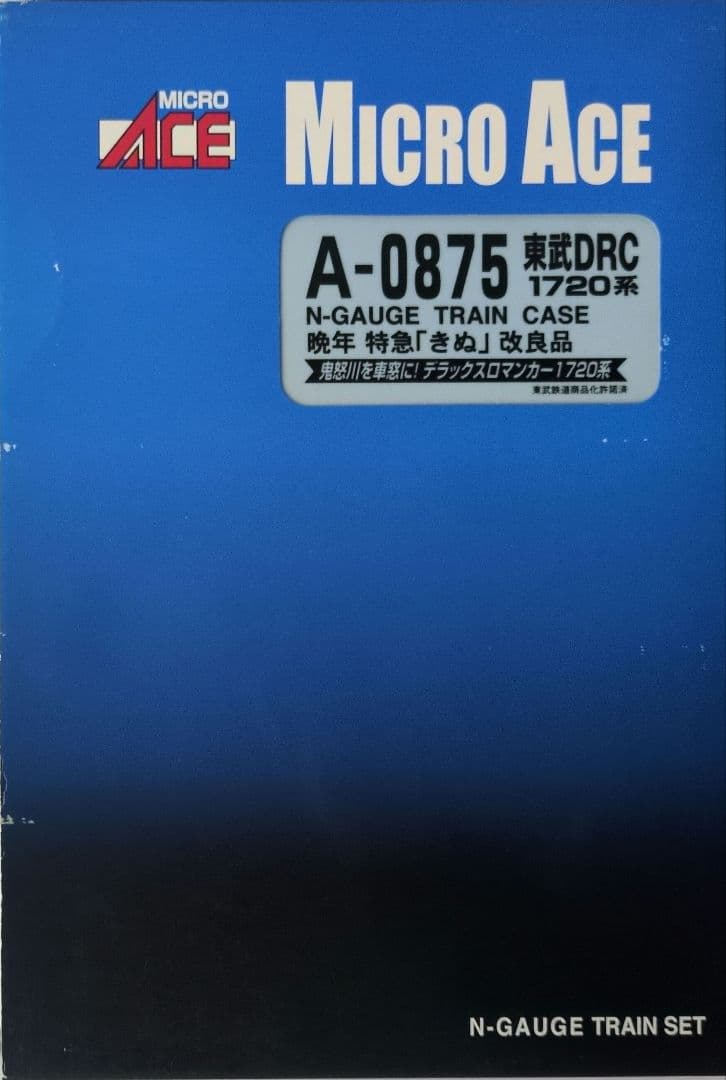 MICRO
ACE
MICRO ACE
A-0875 東武DRC
1720系
N-GAUGE TRAIN CASE
晩年 特急「きぬ」改良品
鬼怒川を車窓に!デラックスロマンカー1720系
東武鉄道商品化許諾済
N-GAUGE TRAIN SET